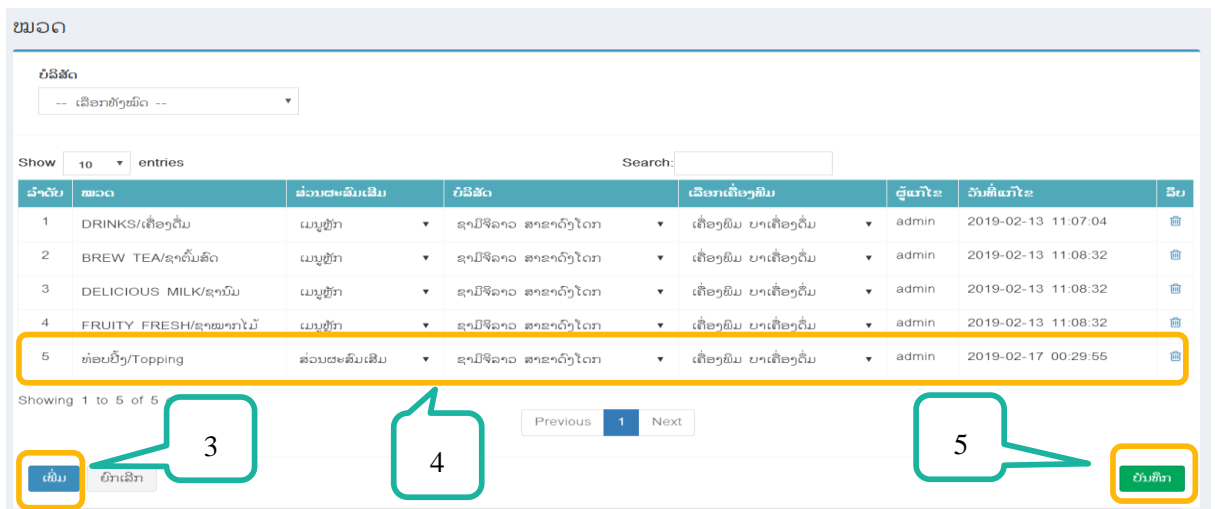 ໝວດ
ບໍລິສັດ
-- ເລືອກທັງໝົດ --
Show 10 entries Search:
ລຳດັບ ໝວດ ສ່ວນຜະສົມເສີມ ບໍລິສັດ ເລືອກເຄື່ອງພິມ ຜູ້ແກ້ໄຂ ວັນທີ່ແກ້ໄຂ ລຶບ
1 DRINKS/ເຄື່ອງດື່ມ ເມນູຫຼັກ ຊາມິຈິລາວ ສາຂາດົງໂດກ ເຄື່ອງພິມ ບາເຄື່ອງດື່ມ admin 2019-02-13 11:07:04
2 BREW TEA/ຊາຕົ້ມສົດ ເມນູຫຼັກ ຊາມິຈິລາວ ສາຂາດົງໂດກ ເຄື່ອງພິມ ບາເຄື່ອງດື່ມ admin 2019-02-13 11:08:32
3 DELICIOUS MILK/ຊານົມ ເມນູຫຼັກ ຊາມິຈິລາວ ສາຂາດົງໂດກ ເຄື່ອງພິມ ບາເຄື່ອງດື່ມ admin 2019-02-13 11:08:32
4 FRUITY FRESH/ຊາໝາກໄມ້ ເມນູຫຼັກ ຊາມິຈິລາວ ສາຂາດົງໂດກ ເຄື່ອງພິມ ບາເຄື່ອງດື່ມ admin 2019-02-13 11:08:32
5 ທ໋ອບປິ້ງ/Topping ສ່ວນຜະສົມເສີມ ຊາມິຈິລາວ ສາຂາດົງໂດກ ເຄື່ອງພິມ ບາເຄື່ອງດື່ມ admin 2019-02-17 00:29:55
Showing 1 to 5 of 5
Previous 1 Next
3 4 5
ເພີ່ມ ຍົກເລີກ ບັນທຶກ